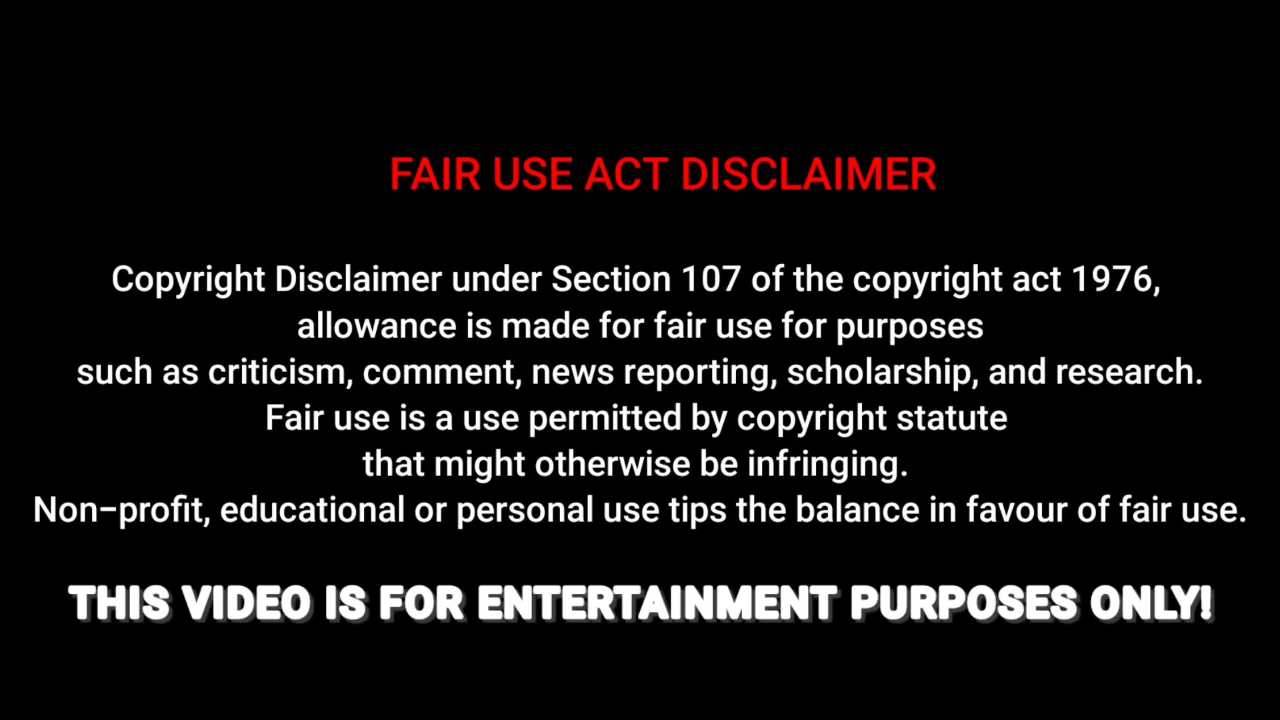 FAIR USE ACT DISCLAIMER
Copyright Disclaimer under Section 107 of the copyright act 1976,
allowance is made for fair use for purposes
such as criticism, comment, news reporting, scholarship, and research.
Fair use is a use permitted by copyright statute
that might otherwise be infringing.
Non-profit, educational or personal use tips the balance in favour of fair use.
THIS VIDEO IS FOR ENTERTAINMENT PURPOSES ONLY!